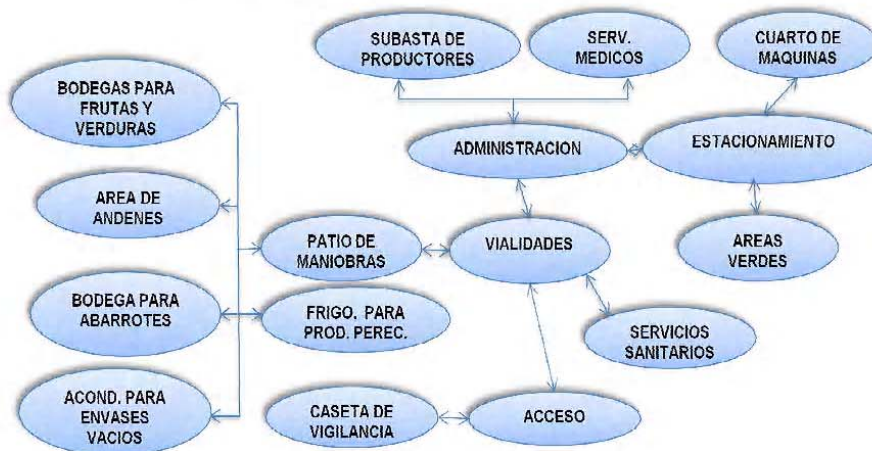 SUBASTA DE
PRODUCTORES
SERV.
MEDICOS
CUARTO DE
MAQUINAS
BODEGAS PARA
FRUTAS Y
VERDURAS
ADMINISTRACION
ESTACIONAMIENTO
AREA DE
ANDENES
PATIO DE
MANIOBRAS
VIALIDADES
AREAS
VERDES
BODEGA PARA
ABARROTES
FRIGO. PARA
PROD. PEREC.
SERVICIOS
SANITARIOS
ACOND. PARA
ENVASES
VACIOS
CASETA DE
VIGILANCIA
ACCESO